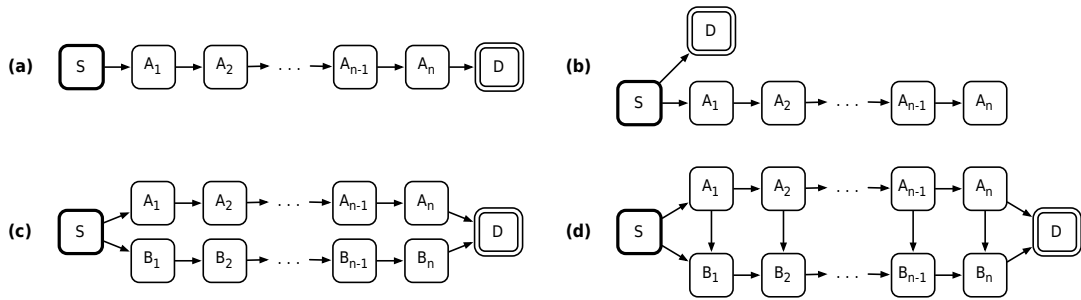 (a) S A₁ A₂ ... Aₙ₋₁ Aₙ D
(b) D
S A₁ A₂ ... Aₙ₋₁ Aₙ
(c) S A₁ A₂ ... Aₙ₋₁ Aₙ D
B₁ B₂ ... Bₙ₋₁ Bₙ
(d) S A₁ A₂ ... Aₙ₋₁ Aₙ D
B₁ B₂ ... Bₙ₋₁ Bₙ